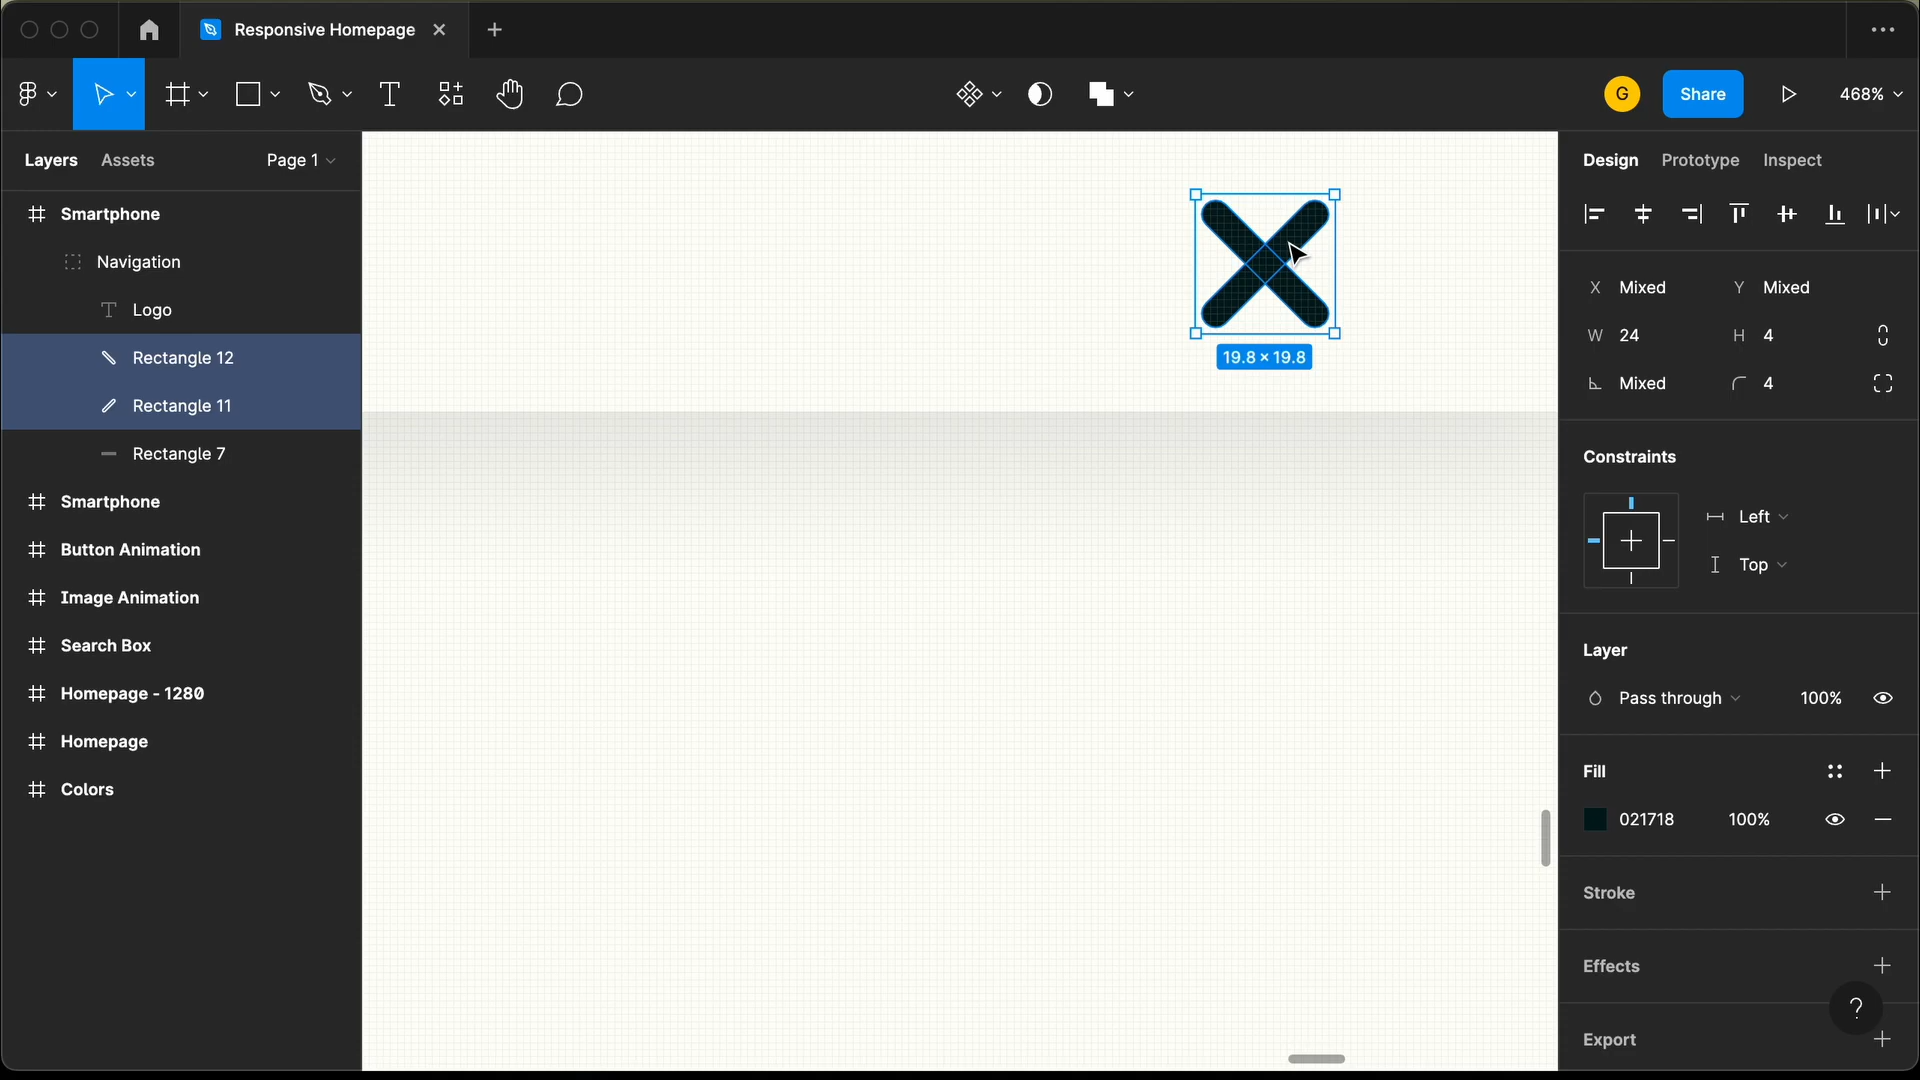 Responsive Homepage
G
Share
468%
Layers
Assets
Page 1
Smartphone
Navigation
Logo
Rectangle 12
Rectangle 11
Rectangle 7
Smartphone
Button Animation
Image Animation
Search Box
Homepage - 1280
Homepage
Colors
19.8 × 19.8
Design
Prototype
Inspect
X Mixed
Y Mixed
W 24
H 4
Mixed
4
Constraints
Left
Top
Layer
Pass through
100%
Fill
021718
100%
Stroke
Effects
?
Export